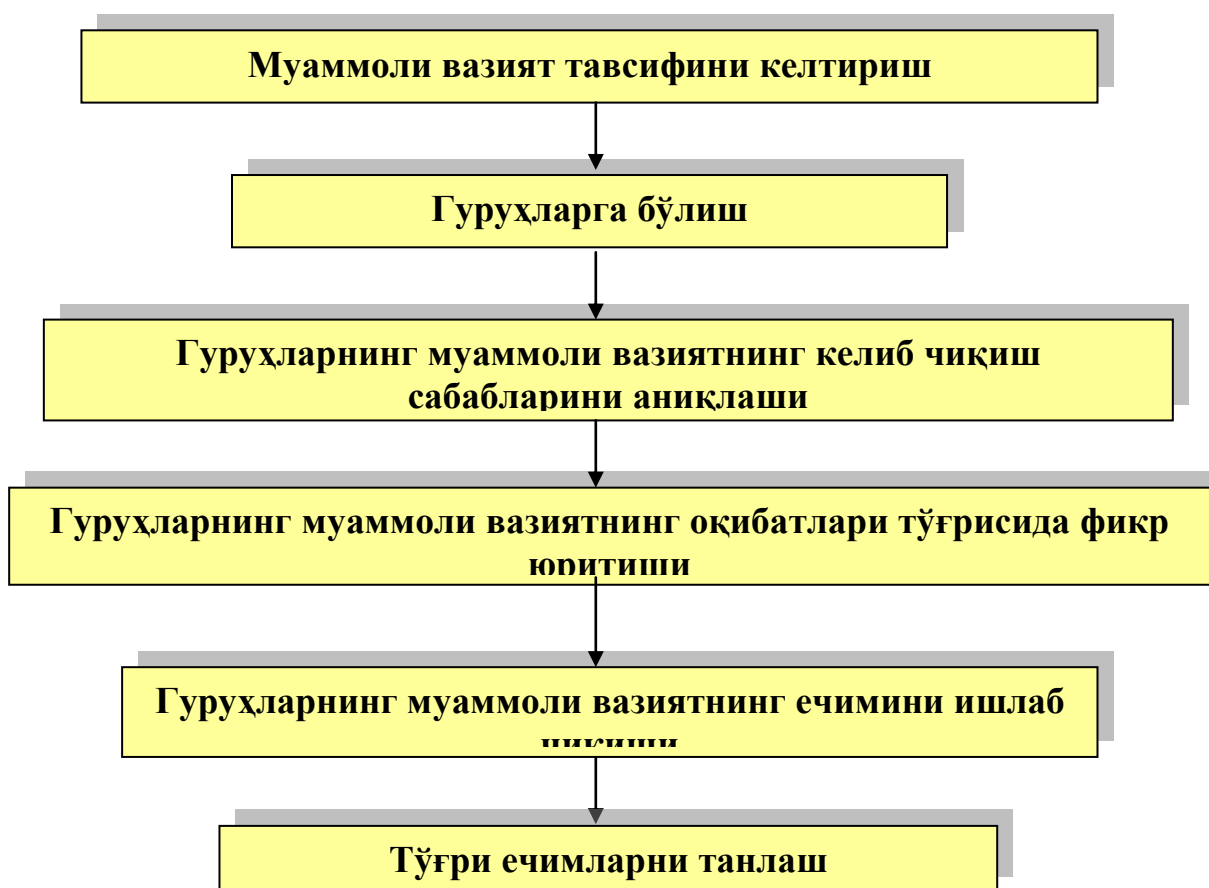 Муаммоли вазият тавсифини келтириш
Гуруҳларга бўлиш
Гуруҳларнинг муаммоли вазиятнинг келиб чиқиш
сабабларини аниқлаши
Гуруҳларнинг муаммоли вазиятнинг оқибатлари тўғрисида фикр
юритиши
Гуруҳларнинг муаммоли вазиятнинг ечимини ишлаб
чиқиши
Тўғри ечимларни танлаш